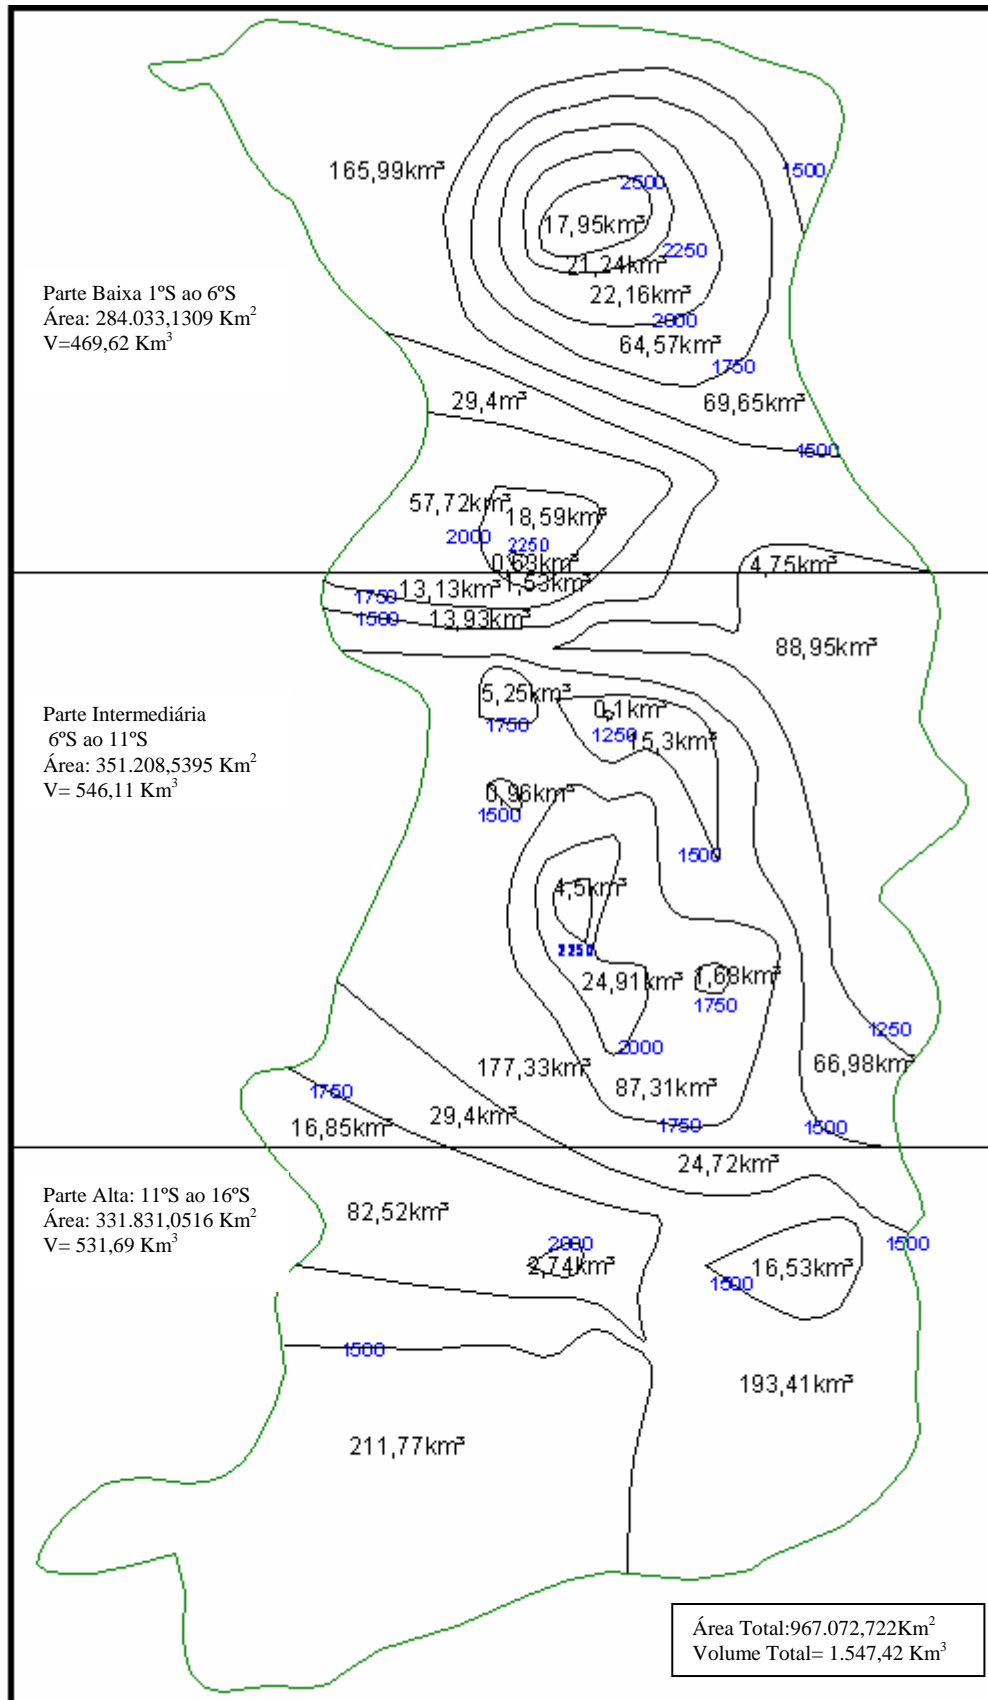 1500
165,99km³
2500
17,95km³
2250
21,24km³
22,16km³
Parte Baixa 1ºS ao 6ºS
Área: 284.033,1309 Km²
V=469,62 Km³
2000
64,57km³
1750
29,4m³
69,65km³
1500
57,72km³
18,59km³
2000
2250
0,63km³
4,75km³
1,53km³
13,13km³
1750
1500
13,93km³
88,95km³
5,25km³
0,1km³
1750
1250
15,3km³
Parte Intermediária
6ºS ao 11ºS
Área: 351.208,5395 Km²
V= 546,11 Km³
0,96km³
1500
1500
4,5km³
2250
24,91km³
1,68km³
1750
1250
2000
177,33km³
66,98km³
87,31km³
1750
29,4km³
16,85km³
1750
1500
24,72km³
Parte Alta: 11ºS ao 16ºS
Área: 331.831,0516 Km²
V= 531,69 Km³
82,52km³
2000
1500
2,74km³
16,53km³
1500
1500
193,41km³
211,77km³
Área Total:967.072,722Km²
Volume Total= 1.547,42 Km³